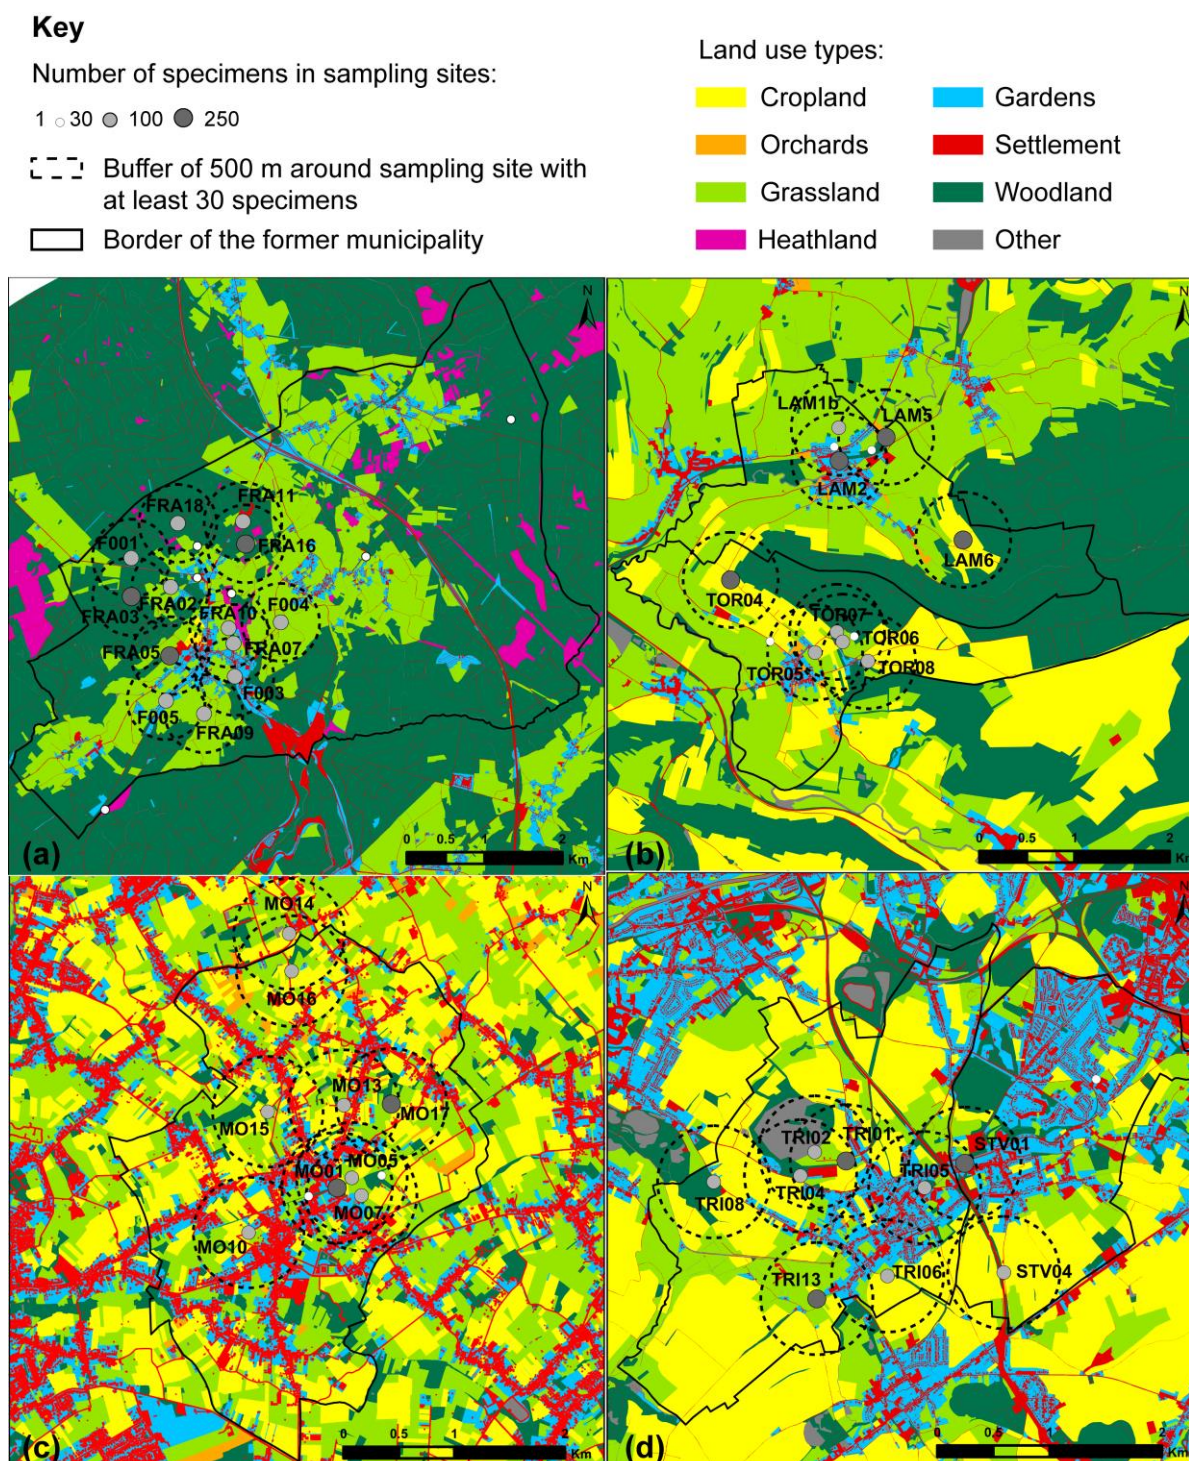 Key
Number of specimens in sampling sites:
1 30 100 250
Buffer of 500 m around sampling site with
at least 30 specimens
Border of the former municipality
Land use types:
Cropland
Orchards
Grassland
Heathland
Gardens
Settlement
Woodland
Other
N
FRA18
FRA11
F001
FRA16
FRA02
FRA03
FRA10
F004
FRA05
FRA07
F003
F005
FRA09
0 0.5 1 2
Km
(a)
N
LAM1b
LAM5
LAM2
LAM6
TOR04
TOR07
TOR06
TOR05
TOR08
0 0.5 1 2
Km
(b)
N
MO14
MO16
MO13
MO17
MO15
MO05
MO01
MO07
MO10
0 0.5 1 2
Km
(c)
N
TRI02
TRI01
STV01
TRI05
TRI04
TRI08
TRI06
STV04
TRI13
0 0.5 1 2
Km
(d)